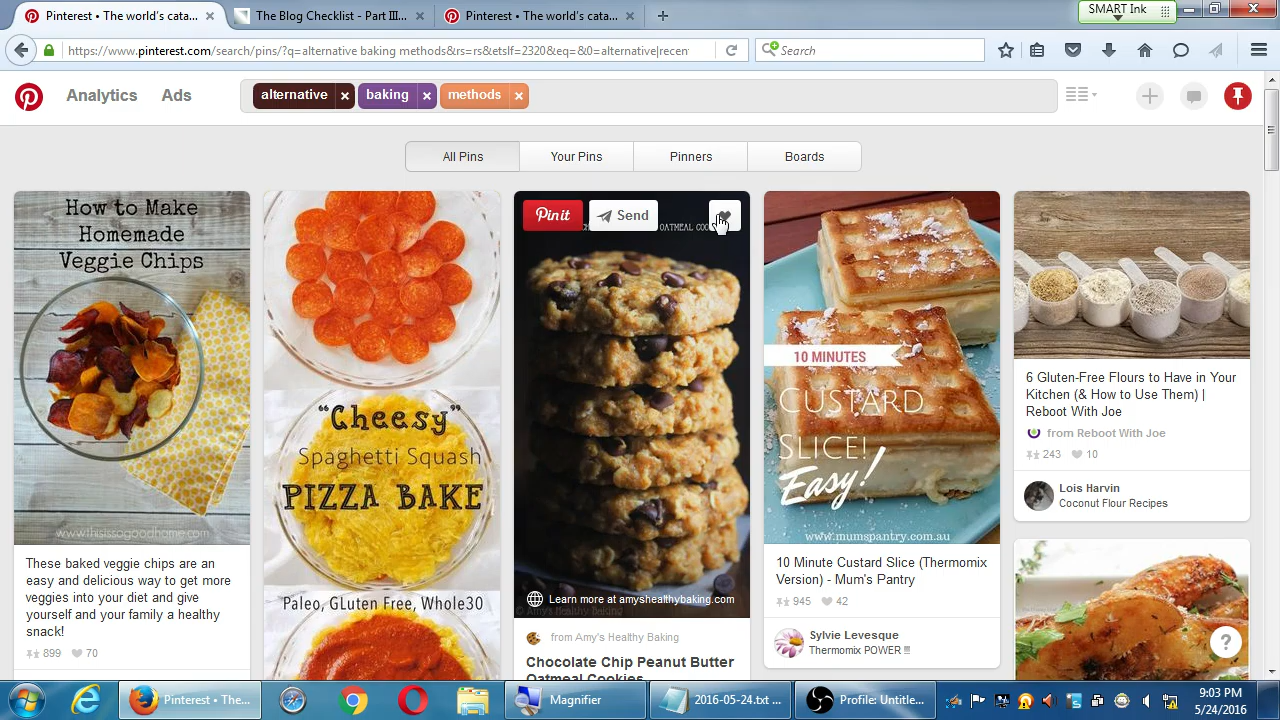 Pinterest • The world's cata...
The Blog Checklist - Part III...
Pinterest • The world's cata...
SMART Ink
https://www.pinterest.com/search/pins/?q=alternative baking methods&rs=rs&etslf=2320&eq=&0=alternative|recen
Search
Analytics
Ads
alternative
baking
methods
All Pins
Your Pins
Pinners
Boards
How to Make
Homemade
Veggie Chips
www.thisissogoodhome.com
These baked veggie chips are an
easy and delicious way to get more
veggies into your diet and give
yourself and your family a healthy
snack!
899 70
"Cheesy"
Spaghetti Squash
PIZZA BAKE
Paleo, Gluten Free, Whole30
Pin it
Send
OATMEAL
Learn more at amyshealthybaking.com
© Amy's Healthy Baking
from Amy's Healthy Baking
Chocolate Chip Peanut Butter
Oatmeal Cookies
10 MINUTES
CUSTARD
SLICE!
Easy!
www.mumspantry.com.au
10 Minute Custard Slice (Thermomix
Version) - Mum's Pantry
945 42
Sylvie Levesque
Thermomix POWER !!!
6 Gluten-Free Flours to Have in Your
Kitchen (& How to Use Them) |
Reboot With Joe
from Reboot With Joe
243 10
Lois Harvin
Coconut Flour Recipes
?
Pinterest • The...
Magnifier
2016-05-24.txt ...
Profile: Untitle...
9:03 PM
5/24/2016